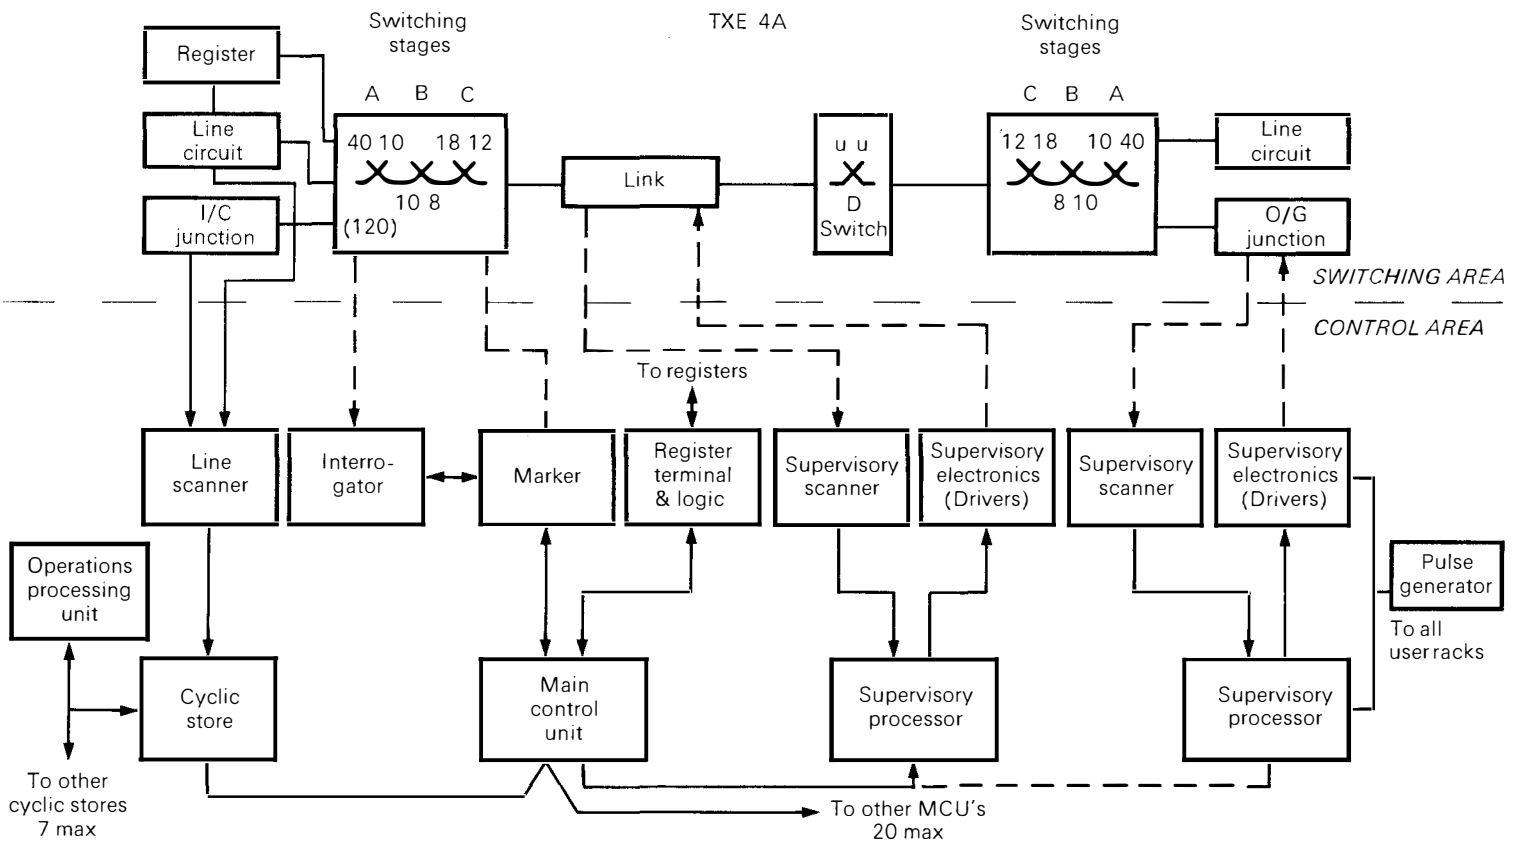 TXE 4A
Switching
stages
A B C
Switching
stages
C B A
Register
Line
circuit
I/C
junction
40 10 18 12
10 8
(120)
Link
u u
D
Switch
12 18 10 40
8 10
Line
circuit
O/G
junction
SWITCHING AREA
CONTROL AREA
To registers
Line
scanner
Interro-
gator
Marker
Register
terminal
& logic
Supervisory
scanner
Supervisory
electronics
(Drivers)
Supervisory
scanner
Supervisory
electronics
(Drivers)
Operations
processing
unit
Pulse
generator
To all
user racks
Cyclic
store
Main
control
unit
Supervisory
processor
Supervisory
processor
To other
cyclic stores
7 max
To other MCU's
20 max